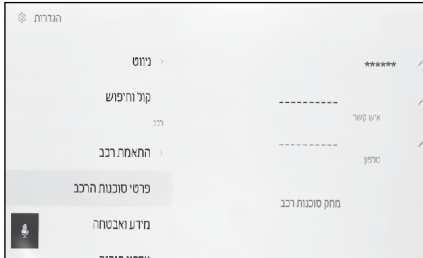 הגדרות
ניווט
קול וחיפוש
רכב
התאמת רכב
פרטי סוכנות הרכב
מידע ואבטחה
******
----------
איש קשר
----------
טלפון
מחק סוכנות רכב